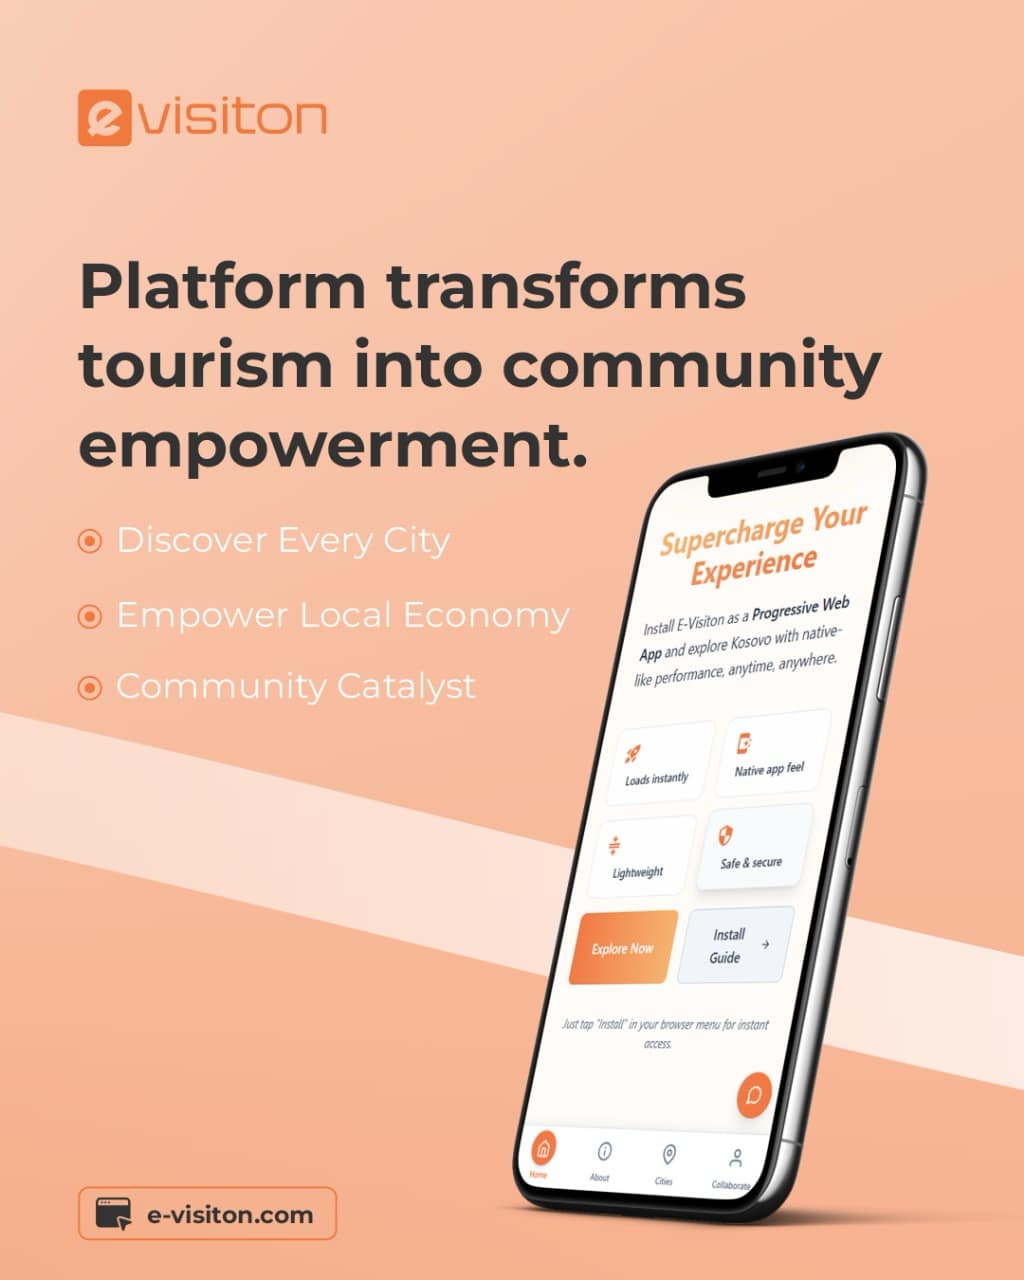 e visiton
Platform transforms
tourism into community
empowerment.
Discover Every City
Empower Local Economy
Community Catalyst
Supercharge Your
Experience
Install E-Visiton as a Progressive Web
App and explore Kosovo with native-
like performance, anytime, anywhere.
Loads instantly
Native app feel
Lightweight
Safe & secure
Explore Now
Install
Guide →
Just tap "Install" in your browser menu for instant
access.
Home
About
Cities
Collaborate
e-visiton.com